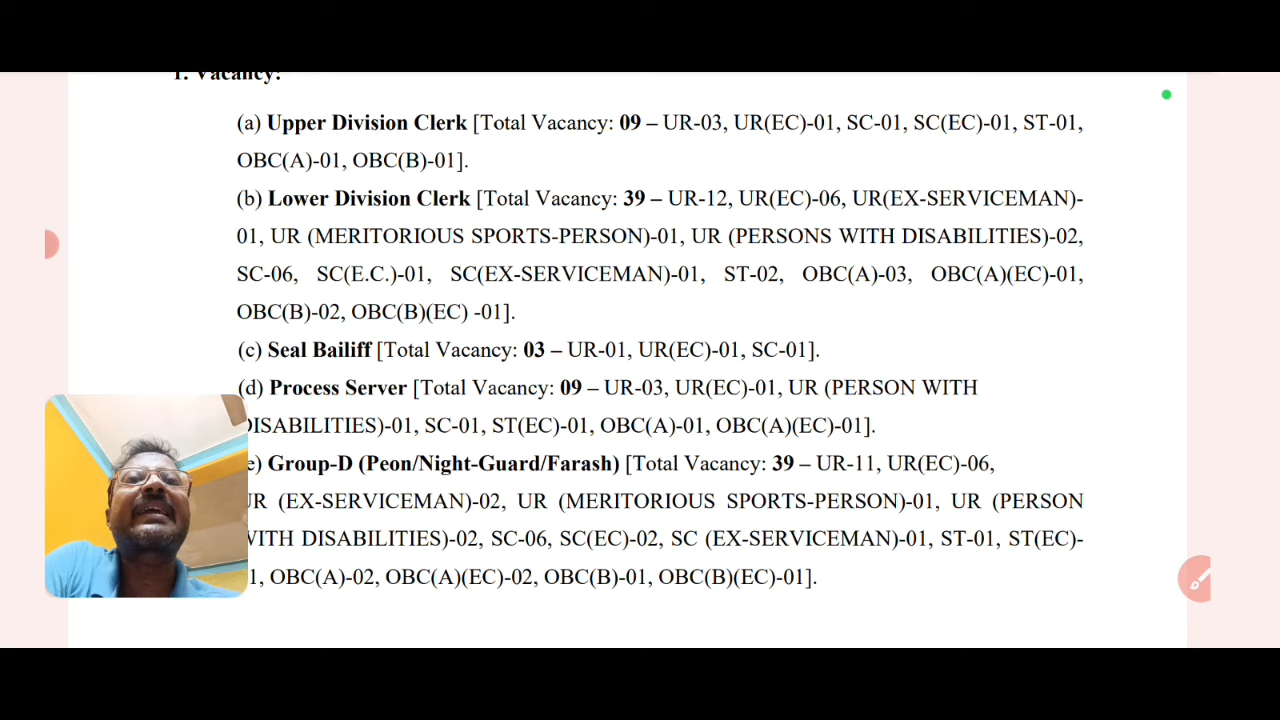 1. Vacancy:
(a) Upper Division Clerk [Total Vacancy: 09 – UR-03, UR(EC)-01, SC-01, SC(EC)-01, ST-01,
OBC(A)-01, OBC(B)-01].
(b) Lower Division Clerk [Total Vacancy: 39 – UR-12, UR(EC)-06, UR(EX-SERVICEMAN)-
01, UR (MERITORIOUS SPORTS-PERSON)-01, UR (PERSONS WITH DISABILITIES)-02,
SC-06, SC(E.C.)-01, SC(EX-SERVICEMAN)-01, ST-02, OBC(A)-03, OBC(A)(EC)-01,
OBC(B)-02, OBC(B)(EC) -01].
(c) Seal Bailiff [Total Vacancy: 03 – UR-01, UR(EC)-01, SC-01].
(d) Process Server [Total Vacancy: 09 – UR-03, UR(EC)-01, UR (PERSON WITH
DISABILITIES)-01, SC-01, ST(EC)-01, OBC(A)-01, OBC(A)(EC)-01].
e) Group-D (Peon/Night-Guard/Farash) [Total Vacancy: 39 – UR-11, UR(EC)-06,
UR (EX-SERVICEMAN)-02, UR (MERITORIOUS SPORTS-PERSON)-01, UR (PERSON
WITH DISABILITIES)-02, SC-06, SC(EC)-02, SC (EX-SERVICEMAN)-01, ST-01, ST(EC)-
1, OBC(A)-02, OBC(A)(EC)-02, OBC(B)-01, OBC(B)(EC)-01].